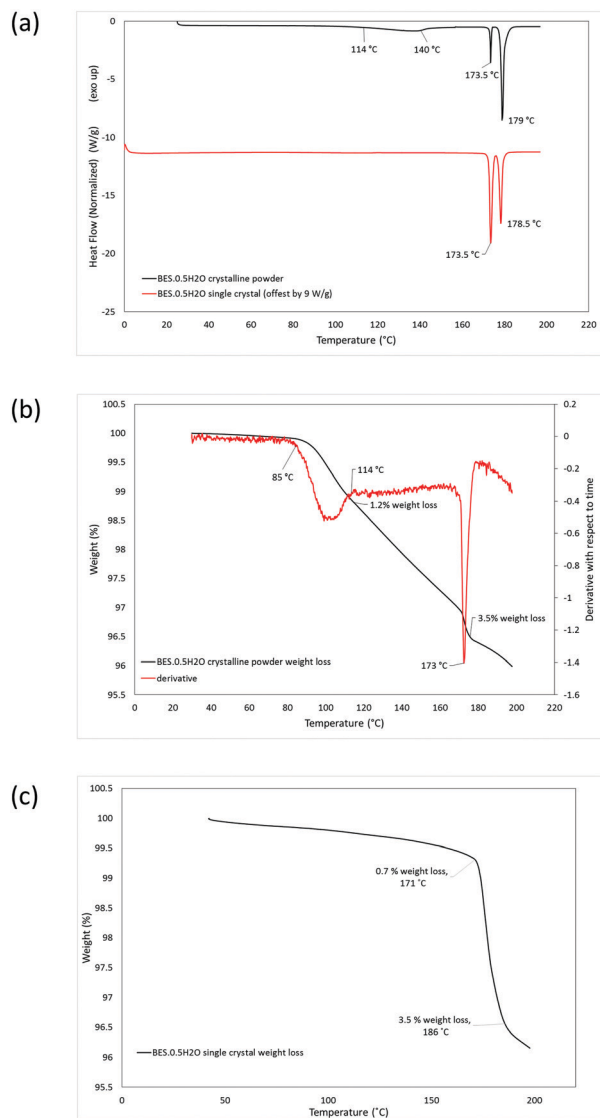 (a)
0
-5
-10
-15
-20
-25
Heat Flow (Normalized) (W/g) (exo up)
114 °C
140 °C
173.5 °C
179 °C
173.5 °C
178.5 °C
BES.0.5H2O crystalline powder
BES.0.5H2O single crystal (offest by 9 W/g)
0 20 40 60 80 100 120 140 160 180 200
Temperature (°C)
(b)
100.5
100
99.5
99
98.5
98
97.5
97
96.5
96
95.5
Weight (%)
0.2
0
-0.2
-0.4
-0.6
-0.8
-1
-1.2
-1.4
-1.6
Derivative with respect to time
85 °C
114 °C
1.2% weight loss
3.5% weight loss
173 °C
BES.0.5H2O crystalline powder weight loss
derivative
0 20 40 60 80 100 120 140 160 180 200 220
Temperature (°C)
(c)
100.5
100
99.5
99
98.5
98
97.5
97
96.5
96
95.5
Weight (%)
0.7 % weight loss,
171 ˚C
3.5 % weight loss,
186 ˚C
BES.0.5H2O single crystal weight loss
50 100 150 200
Temperature (˚C)